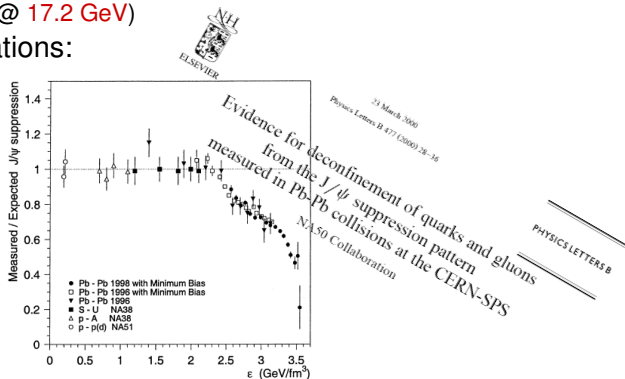 @ 17.2 GeV)
ations:
NH
ELSEVIER
23 March 2000
Physics Letters B 477 (2000) 28–36
PHYSICS LETTERS B
Evidence for deconfinement of quarks and gluons
from the J/ψ suppression pattern
measured in Pb-Pb collisions at the CERN-SPS
NA50 Collaboration
Measured / Expected J/ψ suppression
1.4
1.2
1
0.8
0.6
0.4
0.2
0
Pb - Pb 1998 with Minimum Bias
Pb - Pb 1996 with Minimum Bias
Pb - Pb 1996
S - U NA38
p - A NA38
p - p(d) NA51
0 0.5 1 1.5 2 2.5 3 3.5
ε (GeV/fm³)